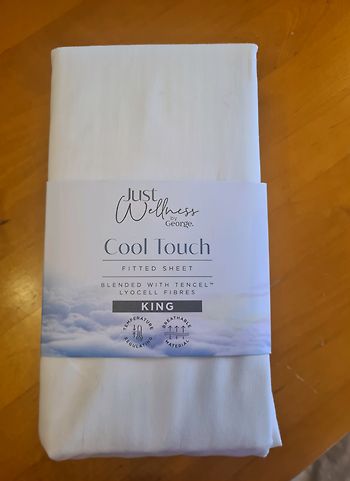 Just
Wellness
by
George.
Cool Touch
FITTED SHEET
BLENDED WITH TENCEL™
LYOCELL FIBRES
KING
TEMPERATURE
REGULATING
BREATHABLE
MATERIAL